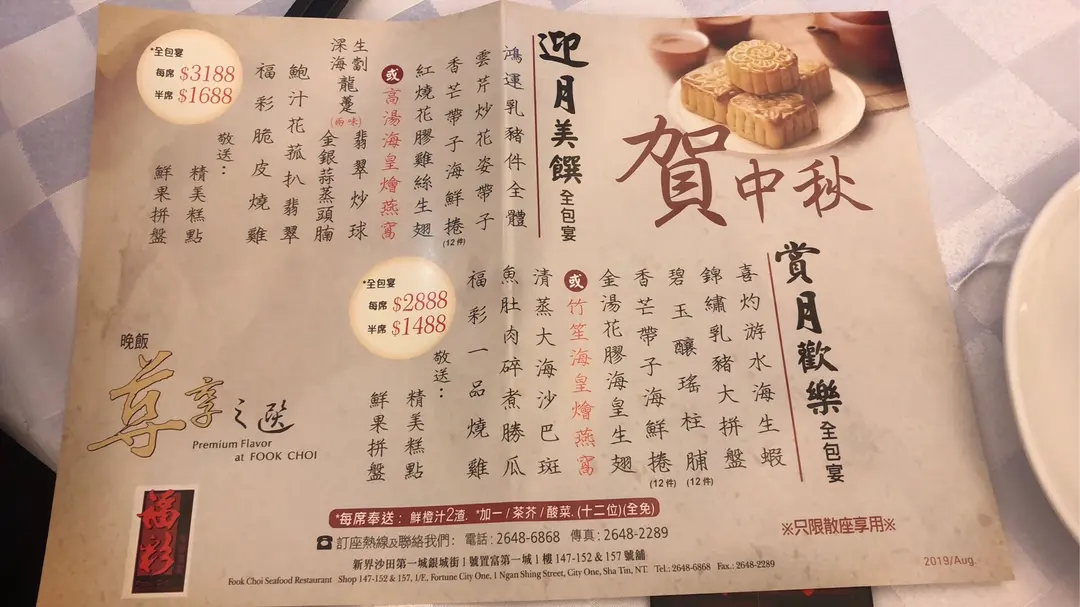 賀中秋
迎月美饌 全包宴
鴻運乳豬件全體
雲芹炒花姿帶子
香芒帶子海鮮捲(12件)
紅燒花膠雞絲生翅
或 高湯海皇燴燕窩
生劏深海龍躉(兩味)
翡翠炒球
金銀蒜蒸頭腩
鮑汁花菰扒翡翠
福彩脆皮燒雞
敬送：
精美糕點
鮮果拼盤
*全包宴
每席 $3188
半席 $1688
賞月歡樂 全包宴
喜灼游水海生蝦
錦繡乳豬大拼盤
碧玉釀瑤柱脯(12件)
香芒帶子海鮮捲(12件)
金湯花膠海皇生翅
或 竹笙海皇燴燕窩
清蒸大海沙巴斑
魚肚肉碎煮勝瓜
福彩一品燒雞
敬送：
精美糕點
鮮果拼盤
*全包宴
每席 $2888
半席 $1488
晚飯
尊享之選
Premium Flavor
at FOOK CHOI
福彩
*每席奉送：鮮橙汁2渣. *加一/茶芥/酸菜.(十二位)(全免)
訂座熱線及聯絡我們： 電話：2648-6868 傳真：2648-2289
※只限散座享用※
新界沙田第一城銀城街1號置富第一城1樓147-152 & 157號舖
Fook Choi Seafood Restaurant Shop 147-152 & 157, 1/F., Fortune City One, 1 Ngan Shing Street, City One, Sha Tin, NT. Tel.: 2648-6868 Fax.: 2648-2289
2019/Aug.